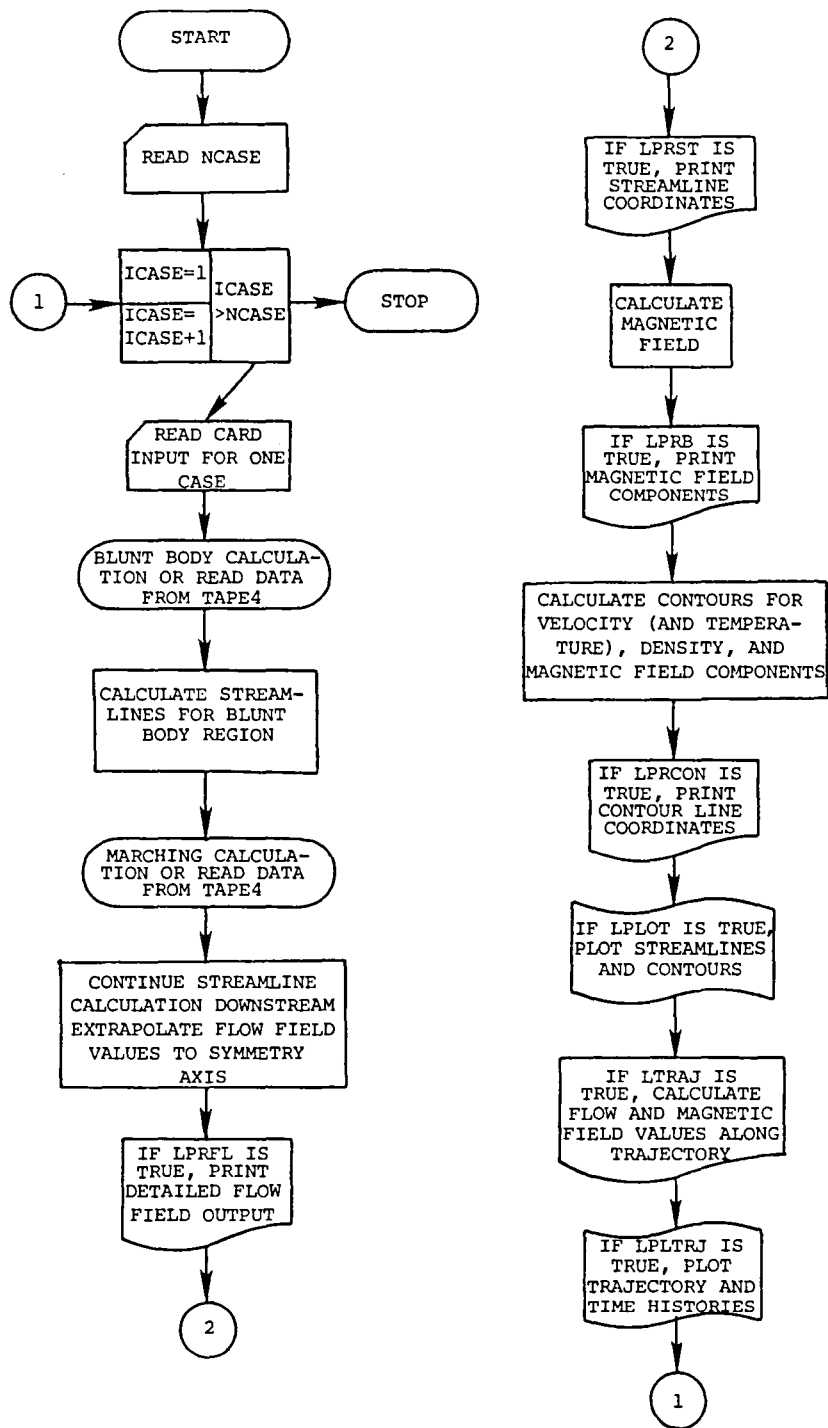 START
READ NCASE
1
ICASE=1
ICASE=
ICASE+1
ICASE
>NCASE
STOP
READ CARD
INPUT FOR ONE
CASE
BLUNT BODY CALCULA-
TION OR READ DATA
FROM TAPE4
CALCULATE STREAM-
LINES FOR BLUNT
BODY REGION
MARCHING CALCULA-
TION OR READ DATA
FROM TAPE4
CONTINUE STREAMLINE
CALCULATION DOWNSTREAM
EXTRAPOLATE FLOW FIELD
VALUES TO SYMMETRY
AXIS
IF LPRFL IS
TRUE, PRINT
DETAILED FLOW
FIELD OUTPUT
2
2
IF LPRST IS
TRUE, PRINT
STREAMLINE
COORDINATES
CALCULATE
MAGNETIC
FIELD
IF LPRB IS
TRUE, PRINT
MAGNETIC FIELD
COMPONENTS
CALCULATE CONTOURS FOR
VELOCITY (AND TEMPERA-
TURE), DENSITY, AND
MAGNETIC FIELD COMPONENTS
IF LPRCON IS
TRUE, PRINT
CONTOUR LINE
COORDINATES
IF LPLOT IS TRUE,
PLOT STREAMLINES
AND CONTOURS
IF LTRAJ IS
TRUE, CALCULATE
FLOW AND MAGNETIC
FIELD VALUES ALONG
TRAJECTORY
IF LPLTRJ IS
TRUE, PLOT
TRAJECTORY AND
TIME HISTORIES
1